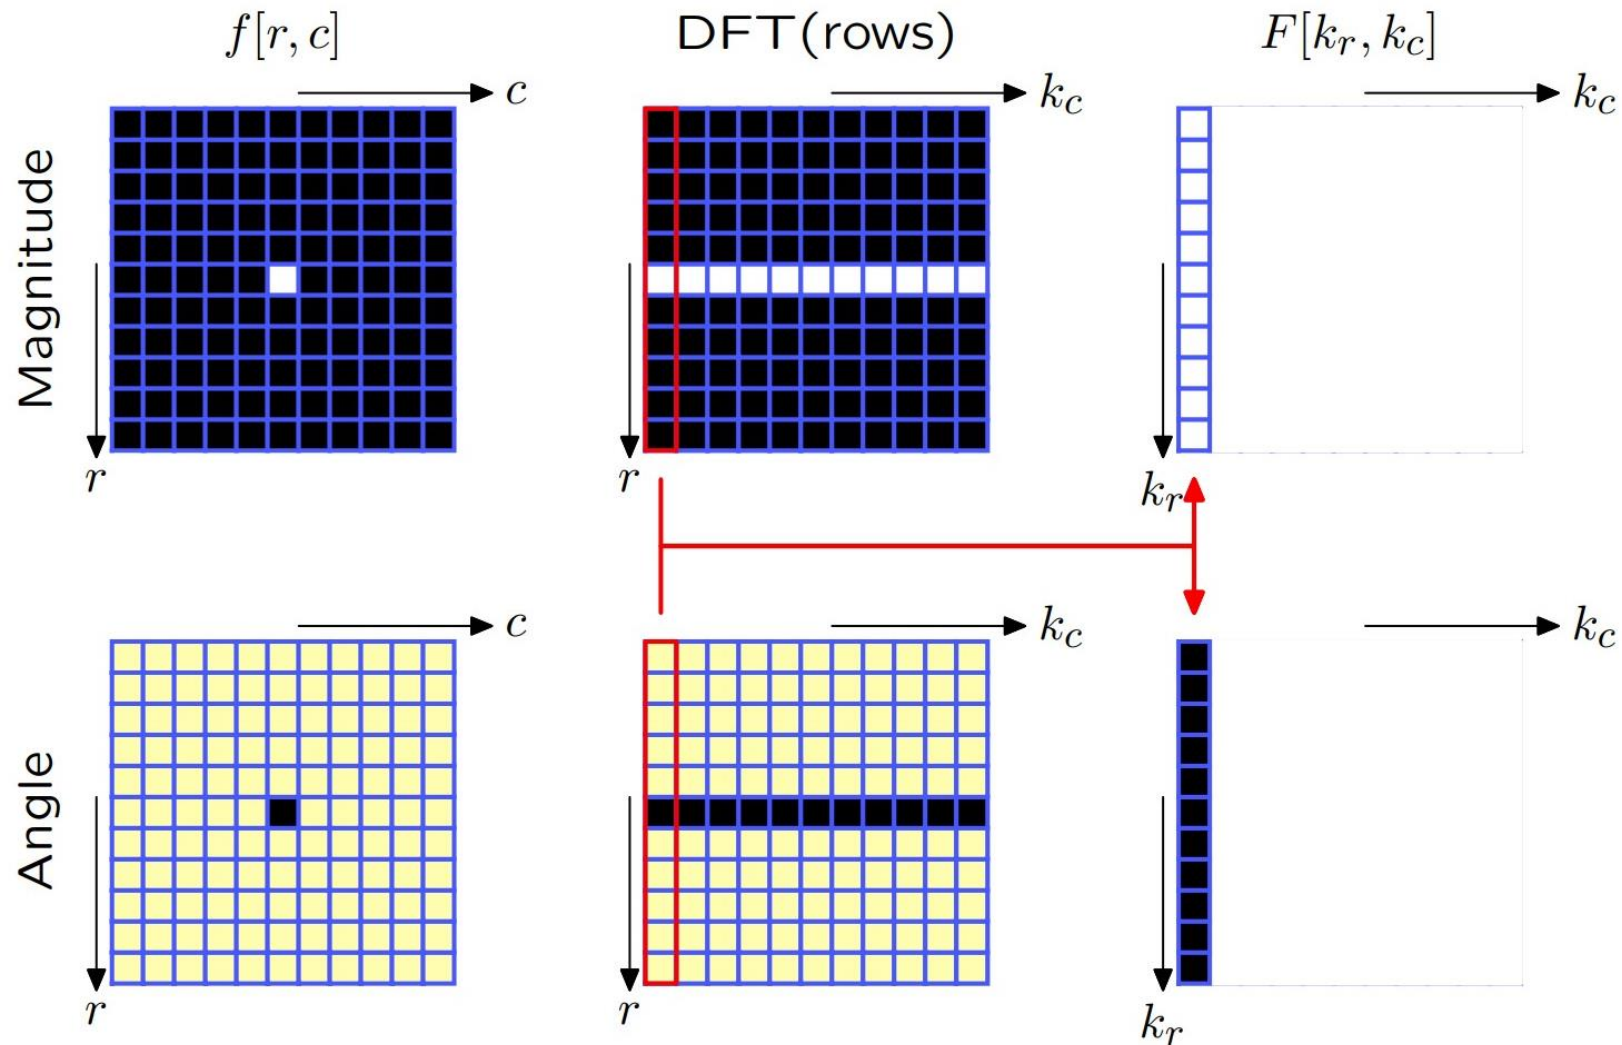 f[r, c]
DFT(rows)
F[k_r, k_c]
c
k_c
k_c
Magnitude
r
r
k_r
c
k_c
k_c
Angle
r
r
k_r